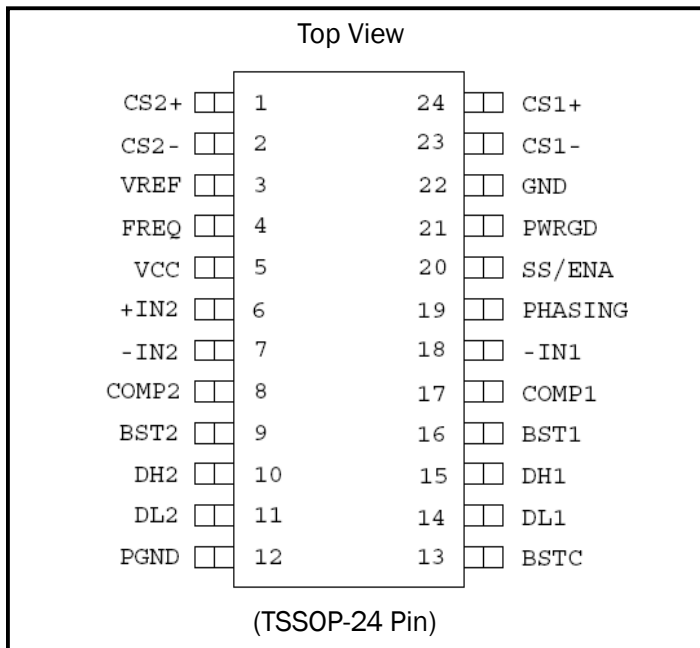 Top View
CS2+ 1 24 CS1+
CS2- 2 23 CS1-
VREF 3 22 GND
FREQ 4 21 PWRGD
VCC 5 20 SS/ENA
+IN2 6 19 PHASING
-IN2 7 18 -IN1
COMP2 8 17 COMP1
BST2 9 16 BST1
DH2 10 15 DH1
DL2 11 14 DL1
PGND 12 13 BSTC
(TSSOP-24 Pin)